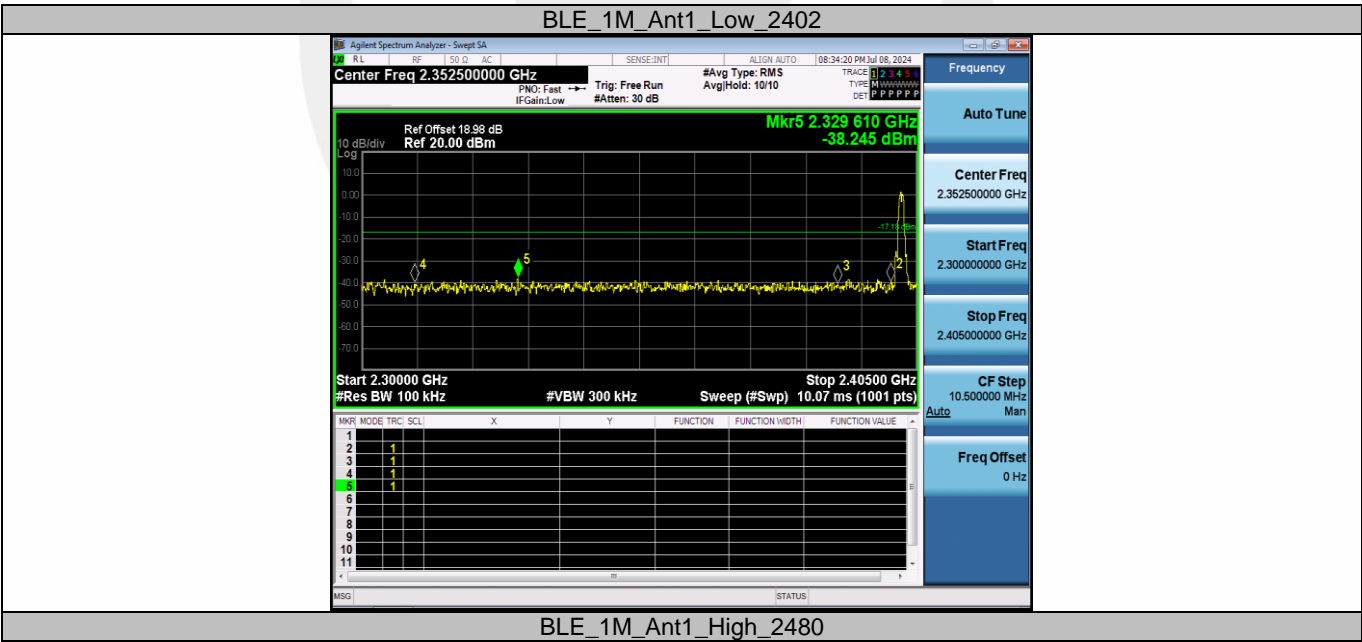 BLE_1M_Ant1_Low_2402
Agilent Spectrum Analyzer - Swept SA
RL RF 50 Ω AC SENSE:INT ALIGN AUTO 08:34:20 PM Jul 08, 2024
Center Freq 2.352500000 GHz
PNO: Fast
IFGain:Low
Trig: Free Run
#Atten: 30 dB
#Avg Type: RMS
Avg|Hold: 10/10
TRACE 1 2 3 4 5 6
TYPE M WWWWW
DET P P P P P P
Mkr5 2.329 610 GHz
-38.245 dBm
Ref Offset 18.98 dB
10 dB/div Ref 20.00 dBm
Log
10.0
0.00
-10.0
-17.18 dBm
-20.0
-30.0
-40.0
-50.0
-60.0
-70.0
4
5
3
2
Start 2.30000 GHz Stop 2.40500 GHz
#Res BW 100 kHz #VBW 300 kHz Sweep (#Swp) 10.07 ms (1001 pts)
MKR MODE TRC SCL X Y FUNCTION FUNCTION WIDTH FUNCTION VALUE
1
2 1
3 1
4 1
5 1
6
7
8
9
10
11
MSG STATUS
Frequency
Auto Tune
Center Freq
2.352500000 GHz
Start Freq
2.300000000 GHz
Stop Freq
2.405000000 GHz
CF Step
10.500000 MHz
Auto Man
Freq Offset
0 Hz
BLE_1M_Ant1_High_2480